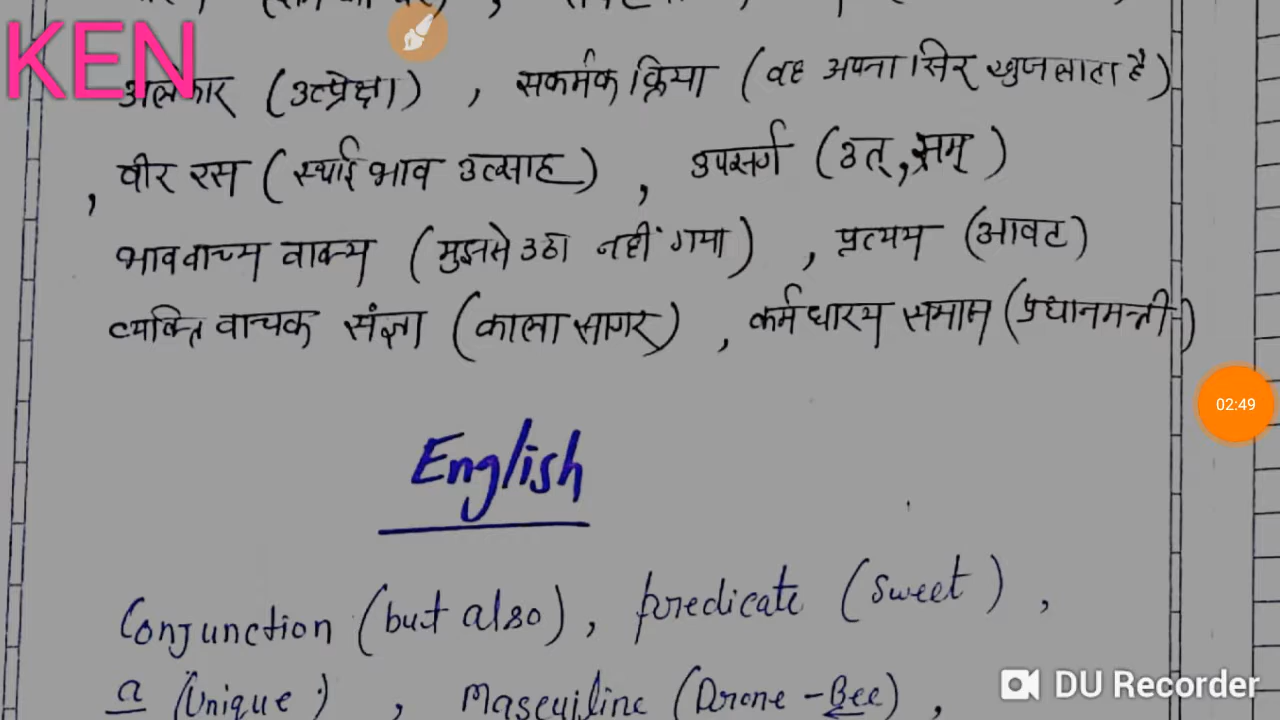 KEN
अलंकार (उत्प्रेक्षा) , सकर्मक क्रिया (वह अपना सिर खुजलाता है)
, वीर रस (स्थाई भाव उत्साह) , उपसर्ग (उत्, सम्)
भाववाच्य वाक्य (मुझसे उठा नहीं गया) , प्रत्यय (आवट)
व्यक्ति वाचक संज्ञा (काला सागर) , कर्मधारय समास (प्रधानमन्त्री)
02:49
English
Conjunction (but also), predicate (sweet) ,
a (Unique) , Masculine (Drone-Bee) ,
DU Recorder